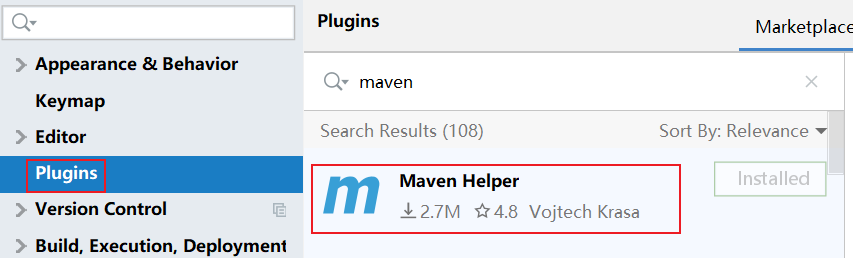 Appearance & Behavior
Keymap
Editor
Plugins
Version Control
Build, Execution, Deployment
Plugins
Marketplace
maven
Search Results (108)
Sort By: Relevance
m
Maven Helper
2.7M 4.8 Vojtech Krasa
Installed